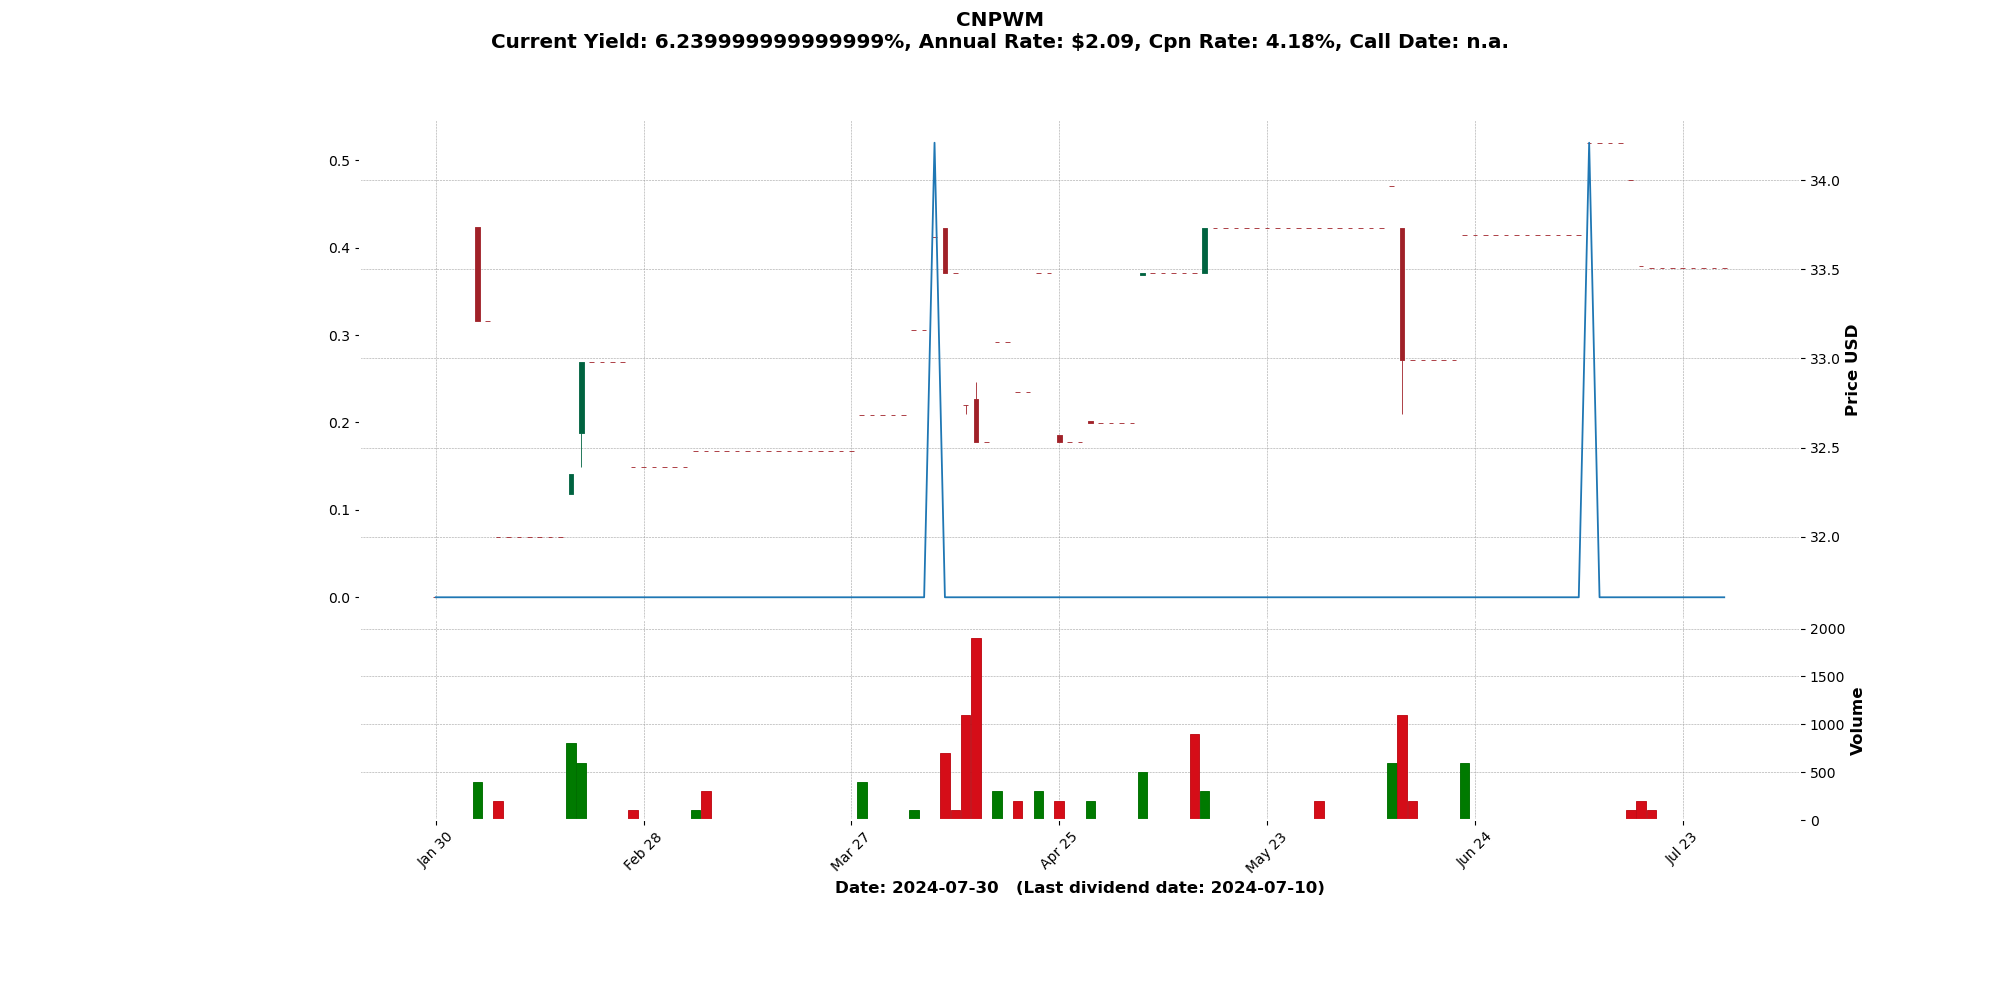 CNPWM
Current Yield: 6.239999999999999%, Annual Rate: $2.09, Cpn Rate: 4.18%, Call Date: n.a.
0.5
0.4
0.3
0.2
0.1
0.0
34.0
33.5
33.0
32.5
32.0
Price USD
2000
1500
1000
500
0
Volume
Jan 30
Feb 28
Mar 27
Apr 25
May 23
Jun 24
Jul 23
Date: 2024-07-30   (Last dividend date: 2024-07-10)